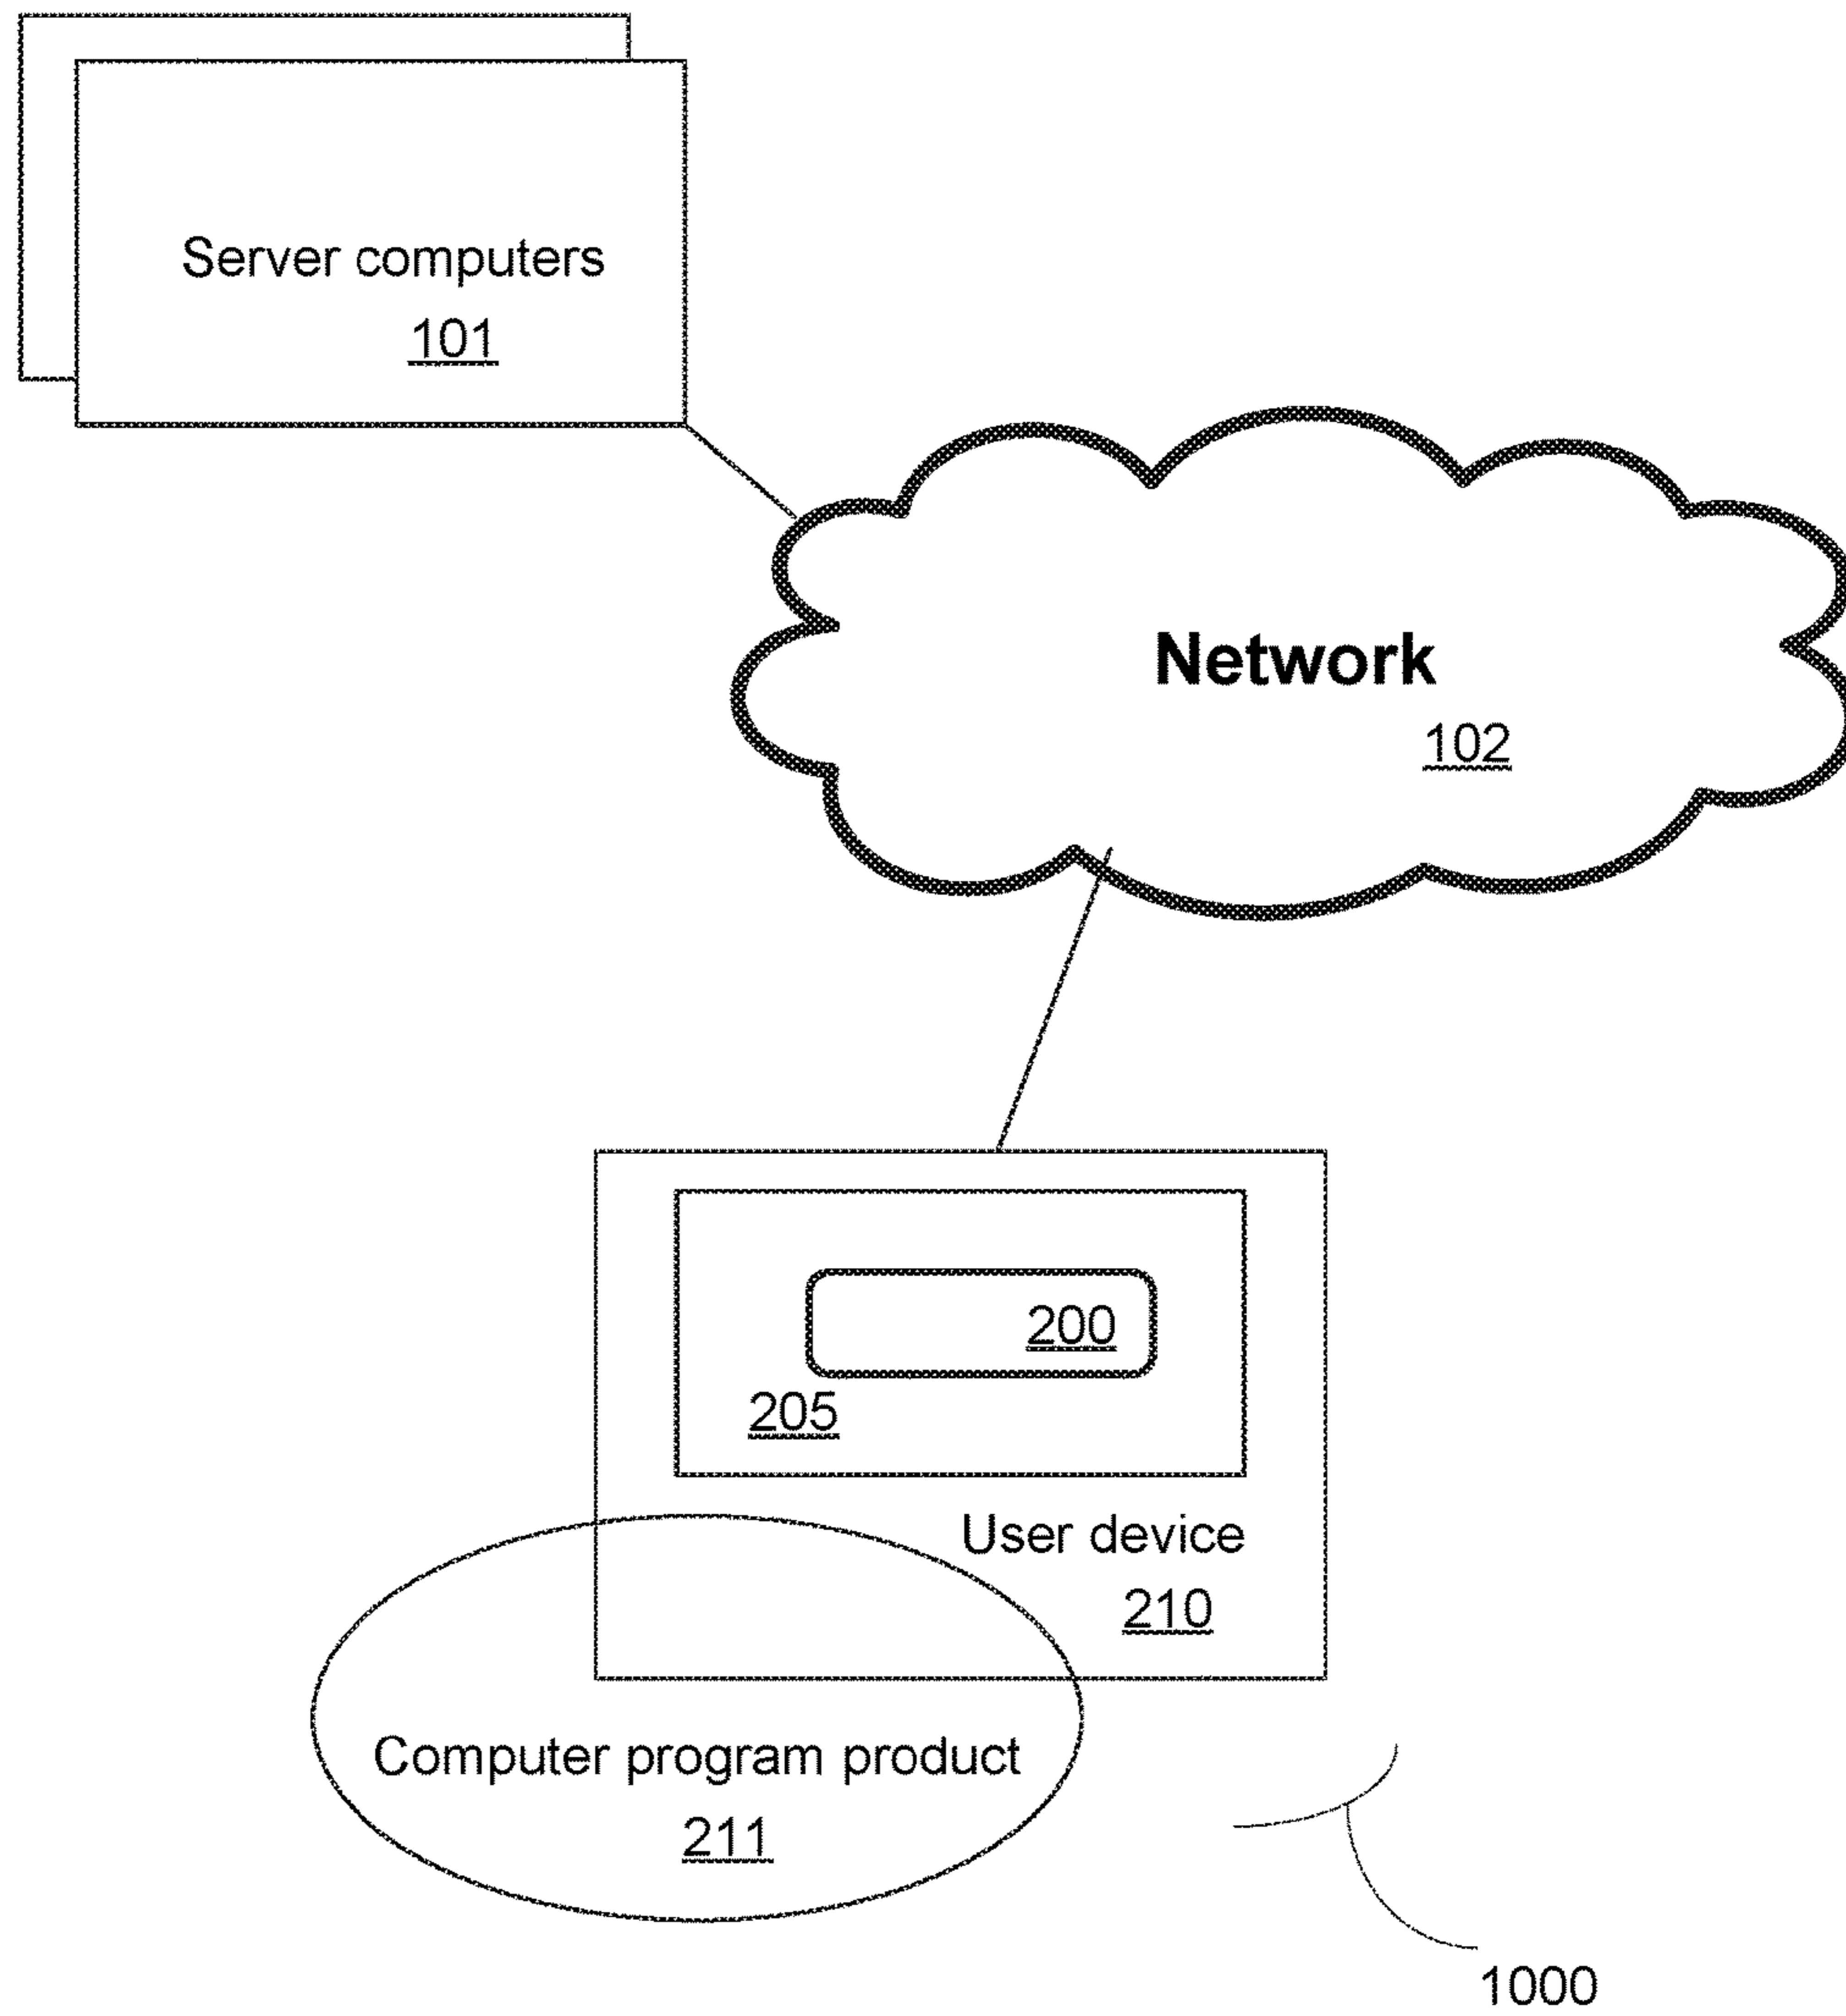 Server computers
101
Network
102
200
205
User device
210
Computer program product
211
1000